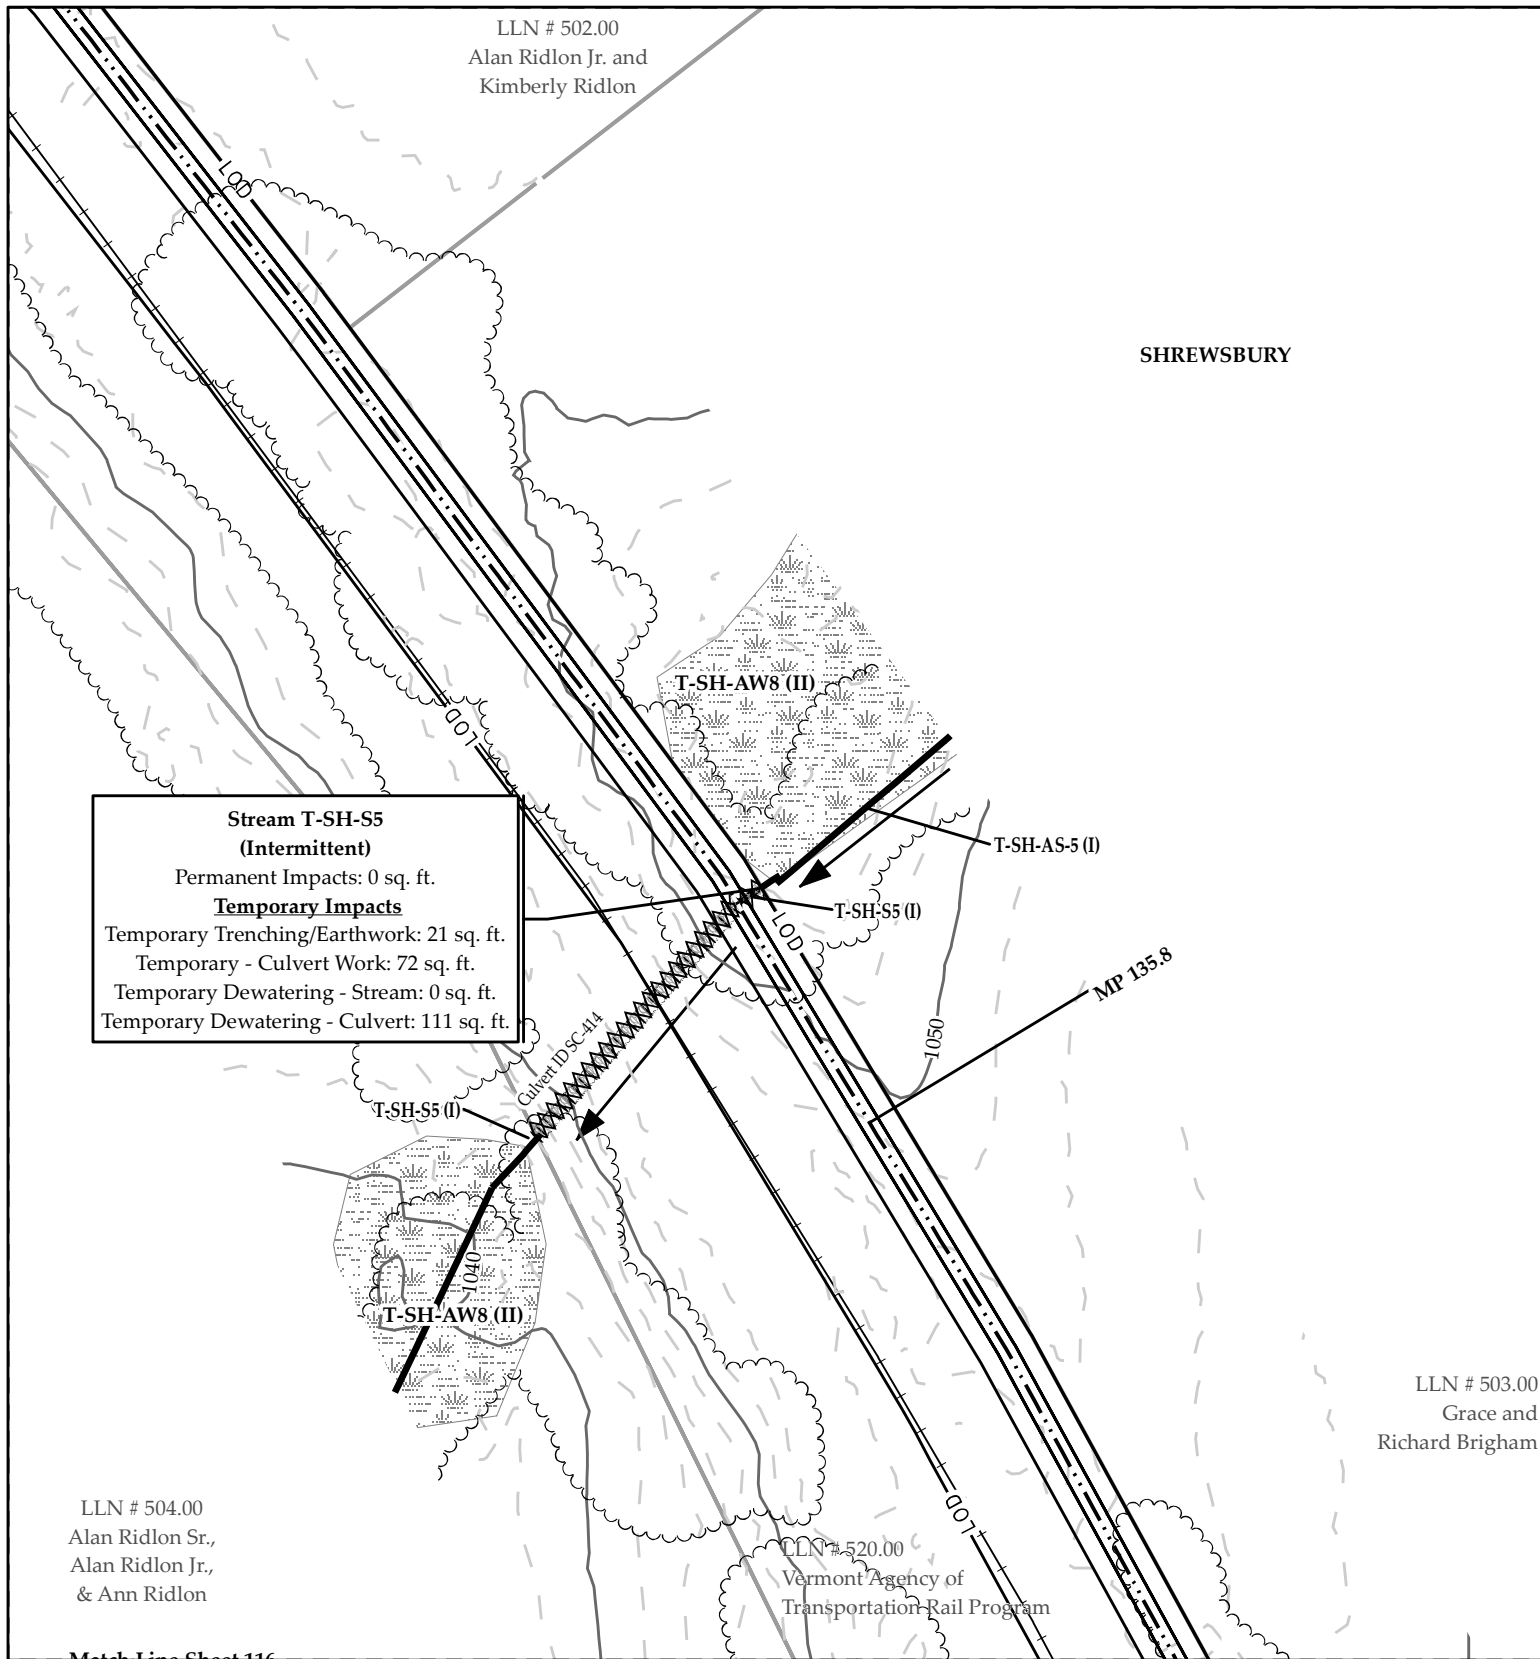 LLN # 502.00
Alan Ridlon Jr. and
Kimberly Ridlon
LOD
SHREWSBURY
T-SH-AW8 (II)
LOD
Stream T-SH-S5
(Intermittent)
Permanent Impacts: 0 sq. ft.
Temporary Impacts
Temporary Trenching/Earthwork: 21 sq. ft.
Temporary - Culvert Work: 72 sq. ft.
Temporary Dewatering - Stream: 0 sq. ft.
Temporary Dewatering - Culvert: 111 sq. ft.
T-SH-AS-5 (I)
T-SH-S5 (I)
LOD
MP 135.8
1050
Culvert ID SC-414
T-SH-S5 (I)
1040
T-SH-AW8 (II)
LLN # 503.00
Grace and
Richard Brigham
LOD
LLN # 504.00
Alan Ridlon Sr.,
Alan Ridlon Jr.,
& Ann Ridlon
LLN # 520.00
Vermont Agency of
Transportation Rail Program
Match Line Sheet 116